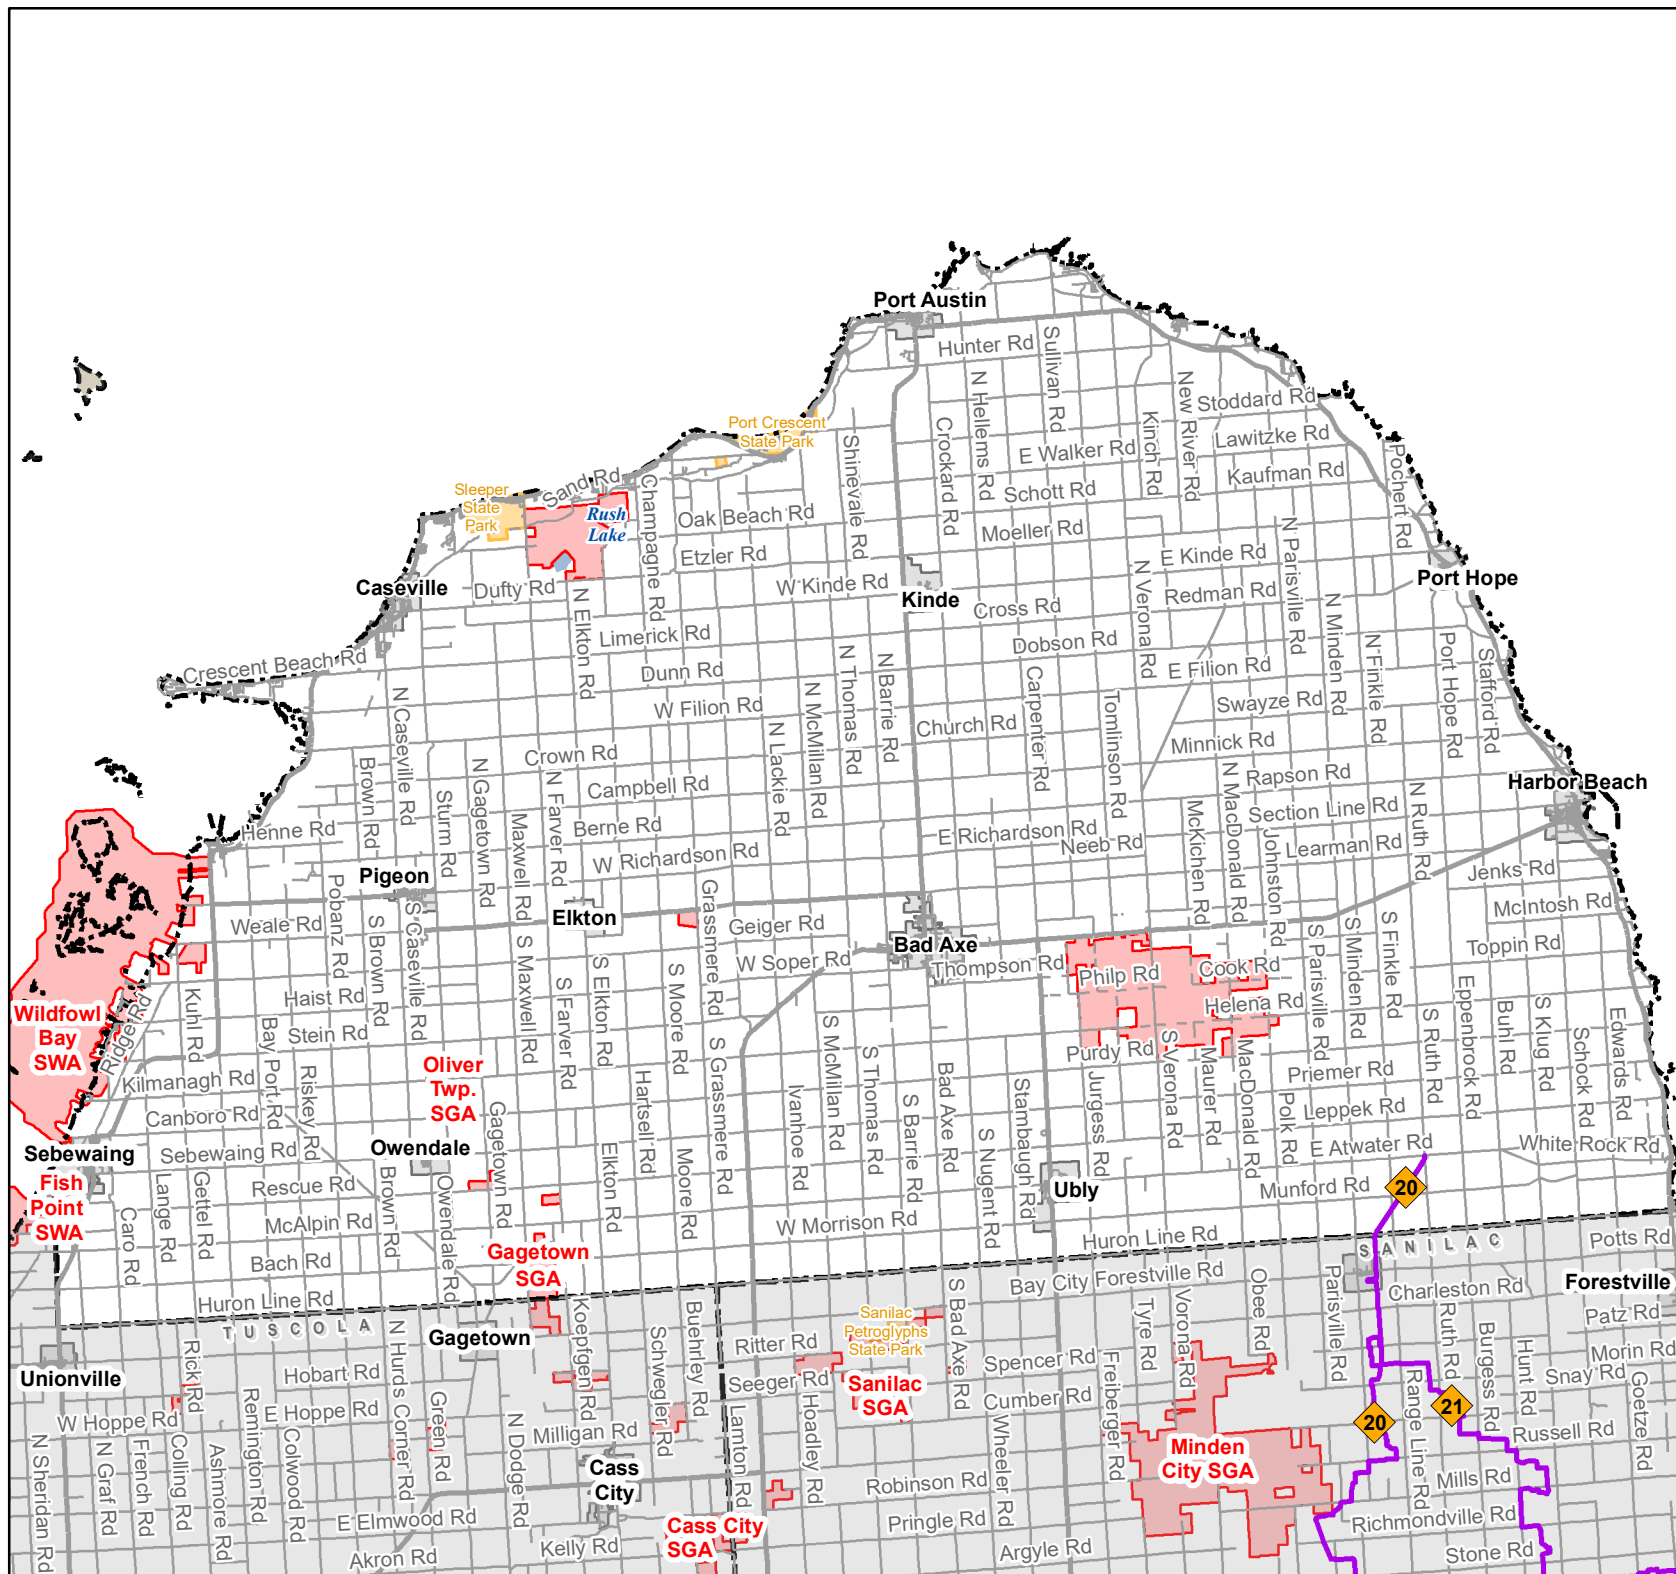 Port Austin
Hunter Rd
Sullivan Rd
N Hellems Rd
Crockard Rd
New River Rd
Kinch Rd
Stoddard Rd
Lawitzke Rd
Kaufman Rd
E Walker Rd
Schott Rd
Moeller Rd
Pochert Rd
Port Crescent
State Park
Shinevale Rd
Sleeper
State
Park
Sand Rd
Rush
Lake
Champagne Rd
Oak Beach Rd
Etzler Rd
W Kinde Rd
Kinde
E Kinde Rd
Redman Rd
N Parisville Rd
Port Hope
Caseville
Dufty Rd
N Elkton Rd
Limerick Rd
Dunn Rd
W Filion Rd
Cross Rd
Dobson Rd
N Verona Rd
E Filion Rd
Swayze Rd
Minnick Rd
Rapson Rd
N Minden Rd
N Finkle Rd
Port Hope Rd
Stafford Rd
Crescent Beach Rd
N Caseville Rd
Brown Rd
N Thomas Rd
N Barrie Rd
N McMillan Rd
N Lackie Rd
Church Rd
Carpenter Rd
Tomlinson Rd
Crown Rd
Campbell Rd
Berne Rd
W Richardson Rd
N Gagetown Rd
Sturm Rd
N Farver Rd
Maxwell Rd
Henne Rd
E Richardson Rd
Neeb Rd
McKichen Rd
N MacDonald Rd
Johnston Rd
Section Line Rd
Learman Rd
N Ruth Rd
Harbor Beach
Jenks Rd
McIntosh Rd
Toppin Rd
Pigeon
Elkton
Bad Axe
Weale Rd
Pobanz Rd
S Brown Rd
S Caseville Rd
S Maxwell Rd
Grassmere Rd
Geiger Rd
W Soper Rd
Thompson Rd
Philp Rd
Cook Rd
Helena Rd
Purdy Rd
S Parisville Rd
S Minden Rd
S Finkle Rd
S Ruth Rd
Eppenbrock Rd
Buhl Rd
S Klug Rd
Schock Rd
Edwards Rd
Wildfowl
Bay
SWA
Ridge Rd
Kuhl Rd
Haist Rd
Stein Rd
Bay Port Rd
Riskey Rd
Kilmanagh Rd
Canboro Rd
Sebewaing Rd
Oliver
Twp.
SGA
S Farver Rd
S Elkton Rd
S Moore Rd
S Grassmere Rd
Hartsell Rd
Ivanhoe Rd
S McMillan Rd
S Thomas Rd
S Barrie Rd
Bad Axe Rd
S Nugent Rd
Stambaugh Rd
Jurgess Rd
S Verona Rd
Maurer Rd
MacDonald Rd
Polk Rd
Priemer Rd
Leppek Rd
E Atwater Rd
White Rock Rd
Munford Rd
20
Sebewaing
Owendale
Ubly
Fish
Point
SWA
Caro Rd
Lange Rd
Gettel Rd
Rescue Rd
McAlpin Rd
Bach Rd
Huron Line Rd
Brown Rd
Owendale Rd
Gagetown Rd
Elkton Rd
Moore Rd
Gagetown
SGA
W Morrison Rd
Huron Line Rd
SANILAC
Potts Rd
Forestville
Bay City Forestville Rd
Charleston Rd
Patz Rd
Morin Rd
Snay Rd
TUSCOLA
Unionville
Gagetown
N Hurds Corner Rd
Koepfgen Rd
Schwegler Rd
Buehrley Rd
Ritter Rd
Seeger Rd
Hoadley Rd
Lamton Rd
Sanilac
Petroglyphs
State Park
Sanilac
SGA
S Bad Axe Rd
Spencer Rd
Cumber Rd
Wheeler Rd
Freiberger Rd
Tyre Rd
Vorona Rd
Obee Rd
Parisville Rd
Range Line Rd
Ruth Rd
Burgess Rd
Hunt Rd
Goetze Rd
20
21
Russell Rd
Mills Rd
Richmondville Rd
Stone Rd
Minden
City SGA
Rick Rd
Hobart Rd
W Hoppe Rd
E Hoppe Rd
Green Rd
N Sheridan Rd
N Graf Rd
French Rd
Colling Rd
Ashmore Rd
Remington Rd
Colwood Rd
N Dodge Rd
Milligan Rd
Cass
City
E Elmwood Rd
Akron Rd
Kelly Rd
Cass City
SGA
Robinson Rd
Pringle Rd
Argyle Rd